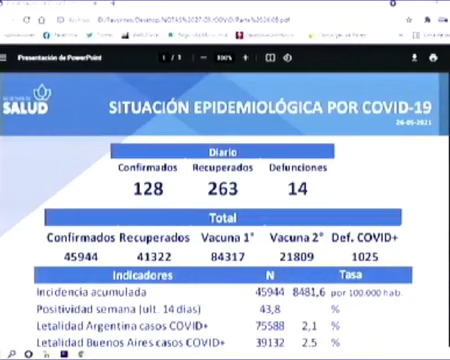 Presentación de PowerPoint
1 / 1
100%
SALUD
SITUACIÓN EPIDEMIOLÓGICA POR COVID-19
26-05-2021
Diario
Confirmados Recuperados Defunciones
128 263 14
Total
Confirmados Recuperados Vacuna 1° Vacuna 2° Def. COVID+
45944 41322 84317 21809 1025
Indicadores N Tasa
Incidencia acumulada 45944 8481,6 por 100.000 hab.
Positividad semana (ult. 14 dias) 43,8 %
Letalidad Argentina casos COVID+ 75588 2,1 %
Letalidad Buenos Aires casos COVID+ 39132 2.5 %